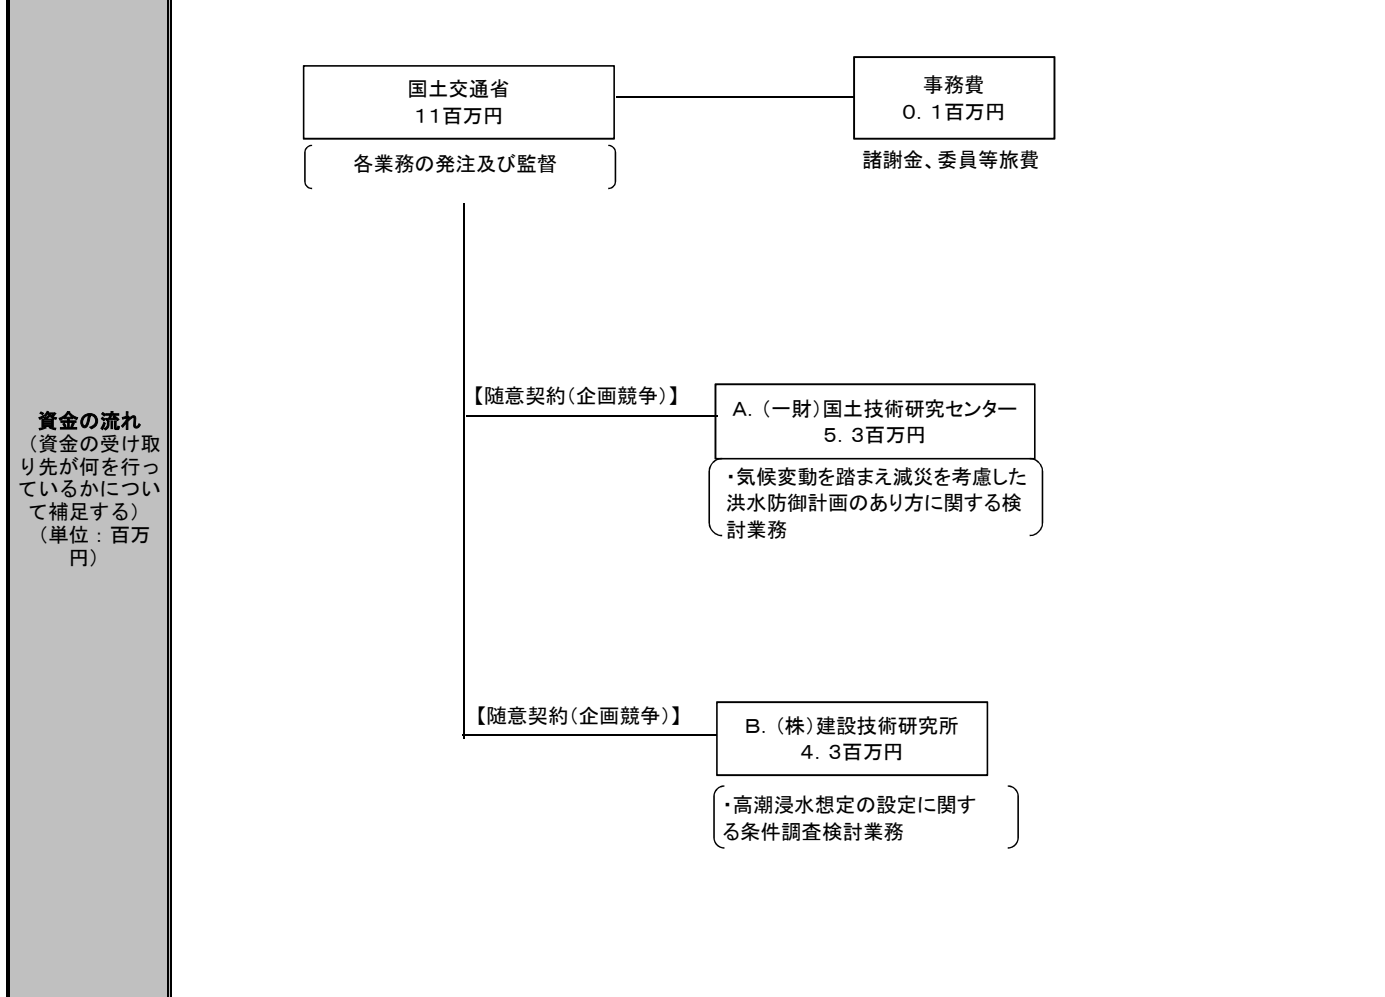 資金の流れ
（資金の受け取
り先が何を行っ
ているかについ
て補足する）
（単位：百万
円）
国土交通省
１１百万円
各業務の発注及び監督
事務費
０．１百万円
諸謝金、委員等旅費
【随意契約（企画競争）】
Ａ．（一財）国土技術研究センター
５．３百万円
・気候変動を踏まえ減災を考慮した
洪水防御計画のあり方に関する検
討業務
【随意契約（企画競争）】
Ｂ．（株）建設技術研究所
４．３百万円
・高潮浸水想定の設定に関す
る条件調査検討業務